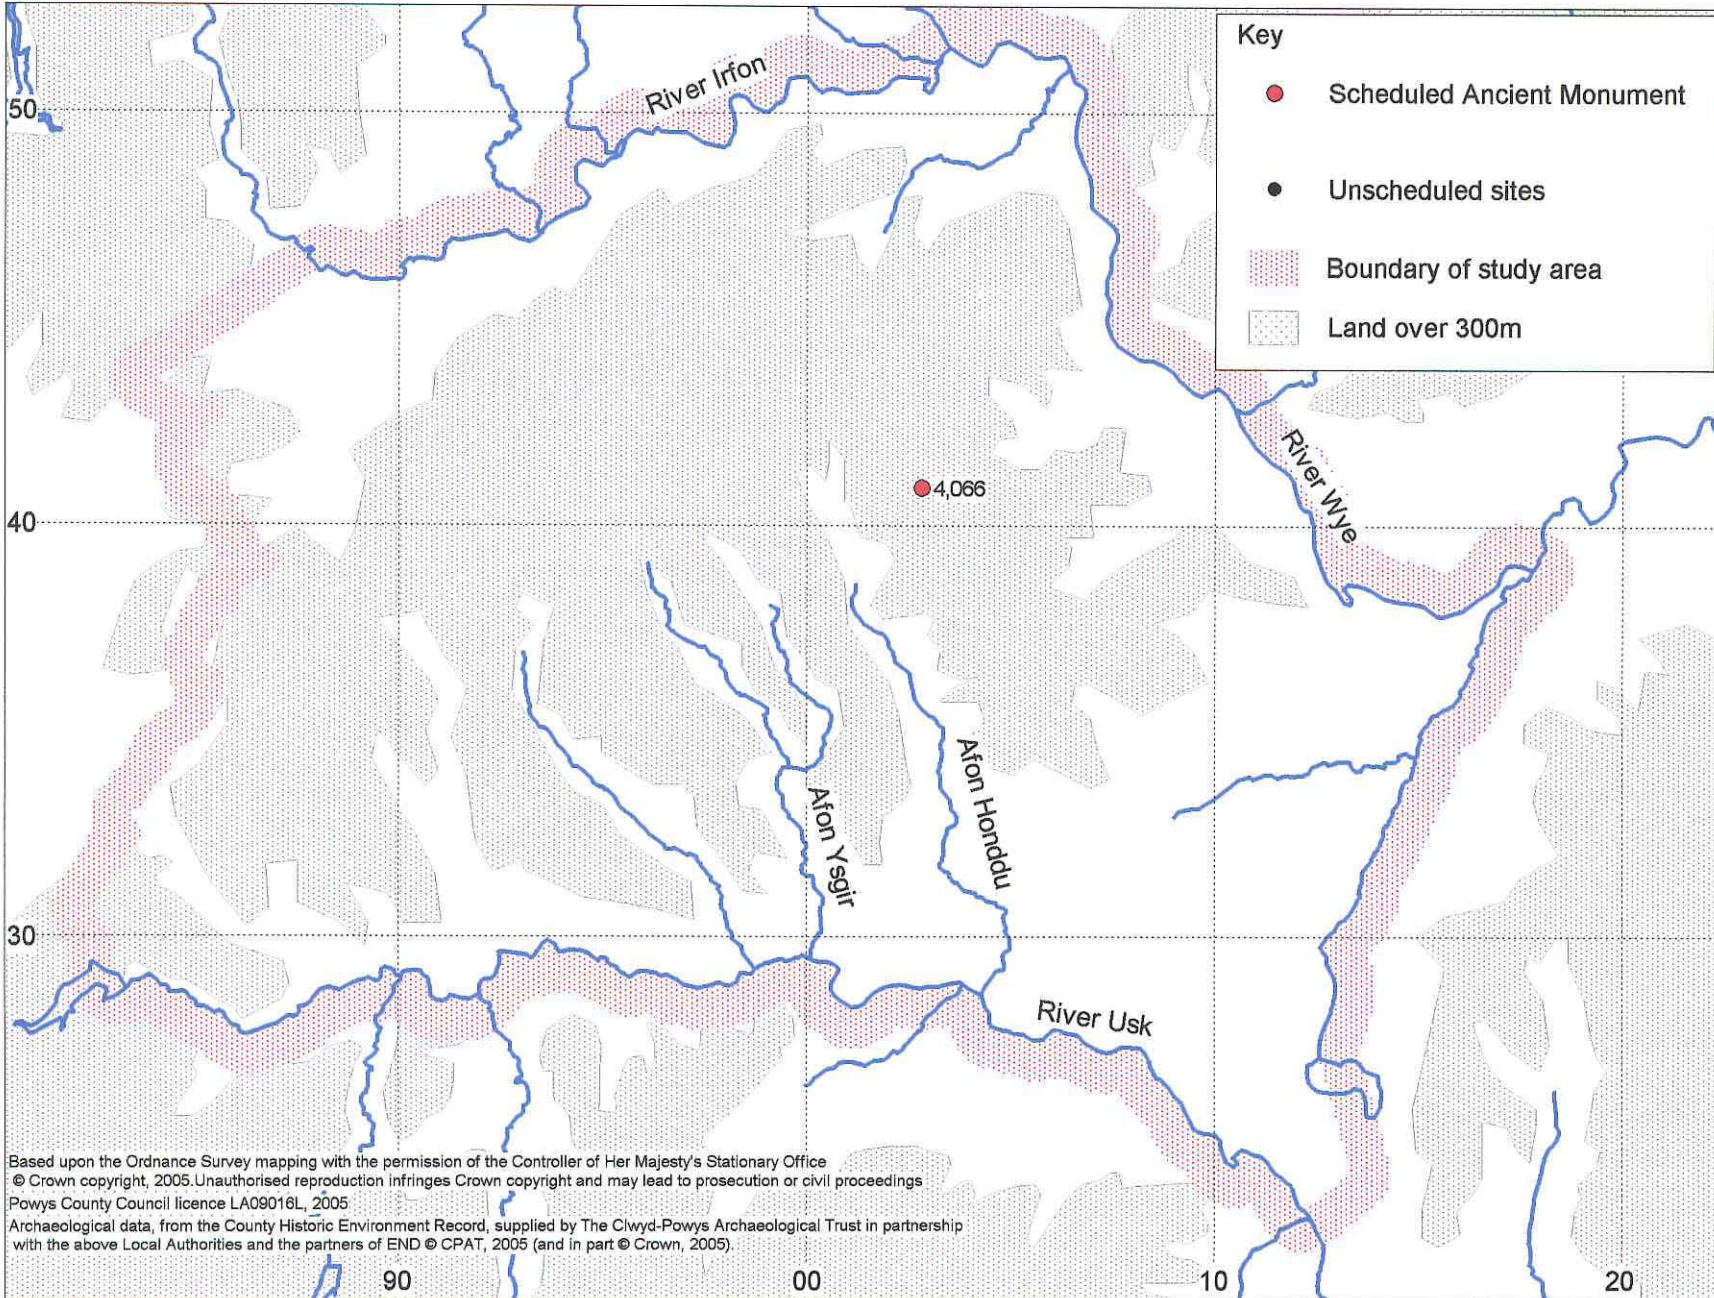 Key
Scheduled Ancient Monument
Unscheduled sites
Boundary of study area
Land over 300m
River Irfon
50
River Wye
4,066
40
Afon Honddu
Afon Ysgir
30
River Usk
Based upon the Ordnance Survey mapping with the permission of the Controller of Her Majesty's Stationary Office
© Crown copyright, 2005.Unauthorised reproduction infringes Crown copyright and may lead to prosecution or civil proceedings
Powys County Council licence LA09016L, 2005
Archaeological data, from the County Historic Environment Record, supplied by The Clwyd-Powys Archaeological Trust in partnership
with the above Local Authorities and the partners of END © CPAT, 2005 (and in part © Crown, 2005).
90
00
10
20